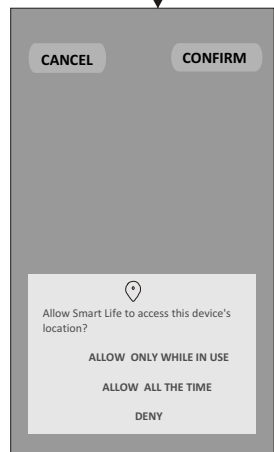 CANCEL CONFIRM
Allow Smart Life to access this device's
location?
ALLOW ONLY WHILE IN USE
ALLOW ALL THE TIME
DENY